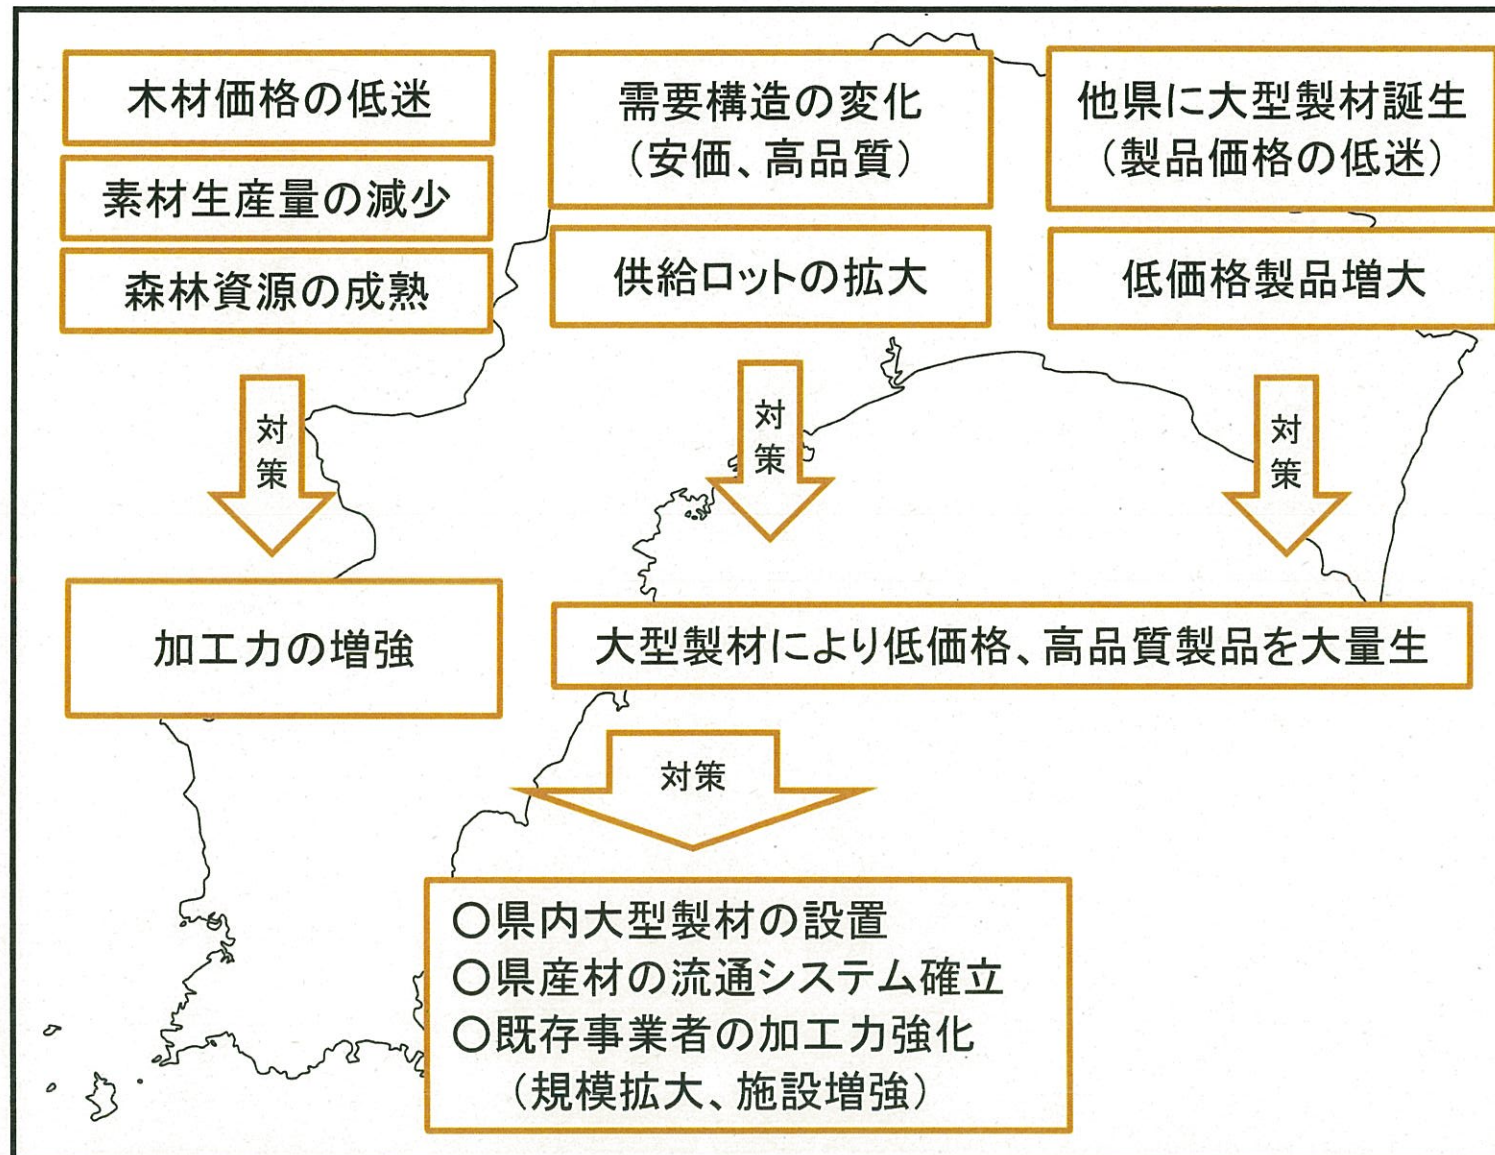 木材価格の低迷
素材生産量の減少
森林資源の成熟
需要構造の変化
（安価、高品質）
供給ロットの拡大
他県に大型製材誕生
（製品価格の低迷）
低価格製品増大
対
策
対
策
対
策
加工力の増強
大型製材により低価格、高品質製品を大量生
対策
○県内大型製材の設置
○県産材の流通システム確立
○既存事業者の加工力強化
（規模拡大、施設増強）